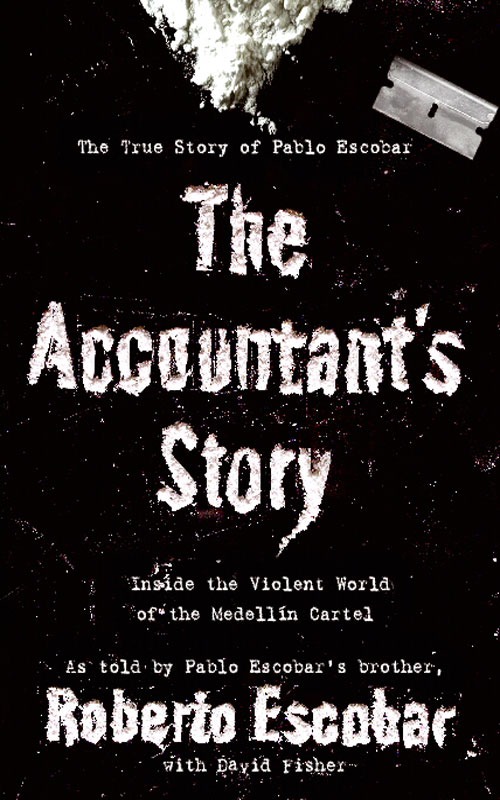 The True Story of Pablo Escobar
The
Accountant's
Story
Inside the Violent World
of the Medellín Cartel
As told by Pablo Escobar's brother,
Roberto Escobar
with David Fisher